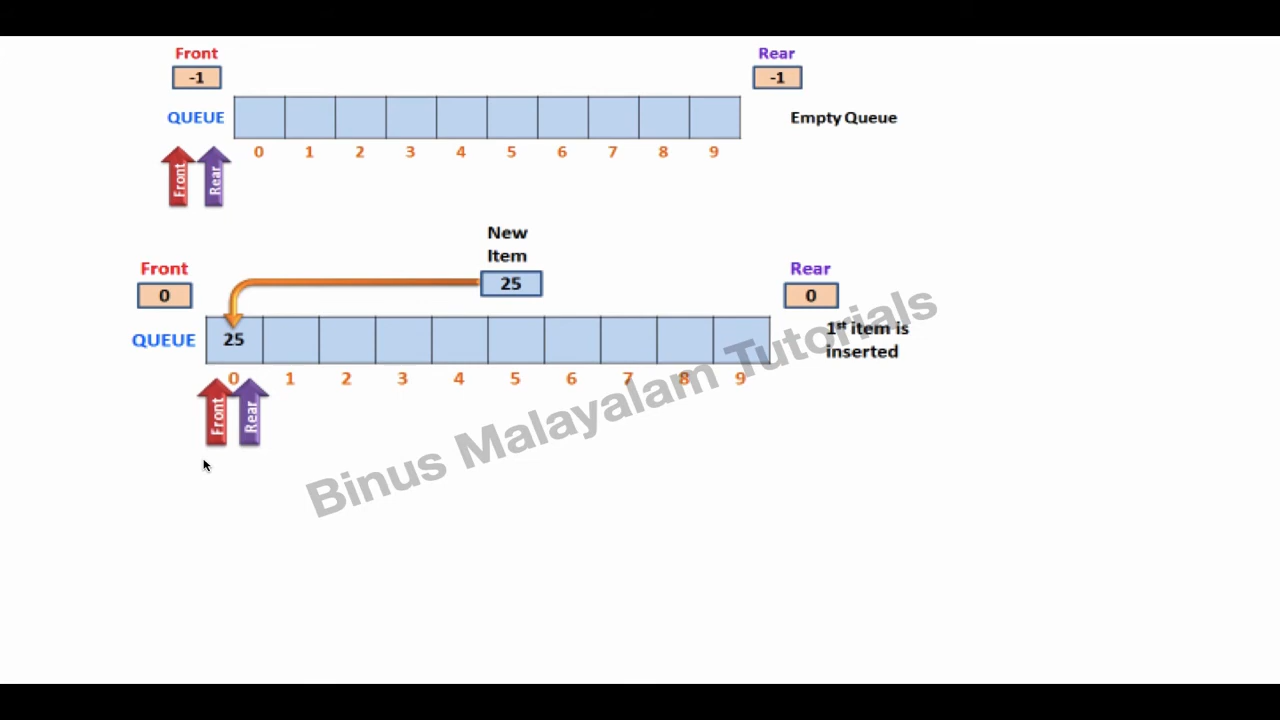 Front
Rear
-1
-1
QUEUE
Empty Queue
0 1 2 3 4 5 6 7 8 9
Front
Rear
New
Item
Front
Rear
0
25
0
QUEUE
25
1st item is
inserted
0 1 2 3 4 5 6 7 8 9
Front
Rear
Binus Malayalam Tutorials